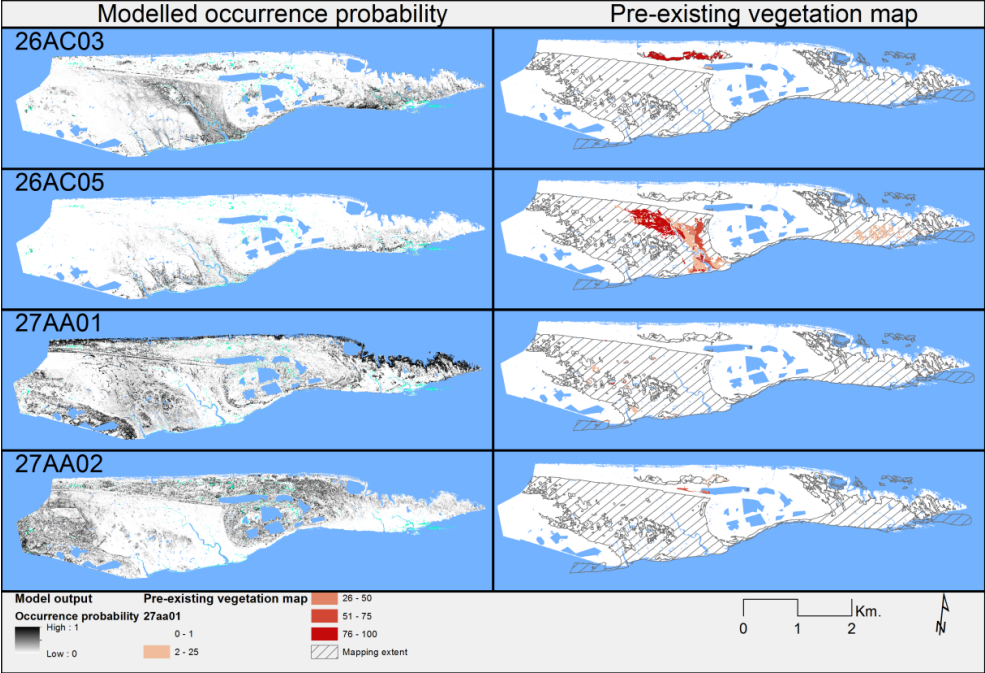 Modelled occurrence probability
Pre-existing vegetation map
26AC03
26AC05
27AA01
27AA02
Model output
Occurrence probability
High : 1
Low : 0
Pre-existing vegetation map
27aa01
0 - 1
2 - 25
26 - 50
51 - 75
76 - 100
Mapping extent
Km.
0
1
2
N